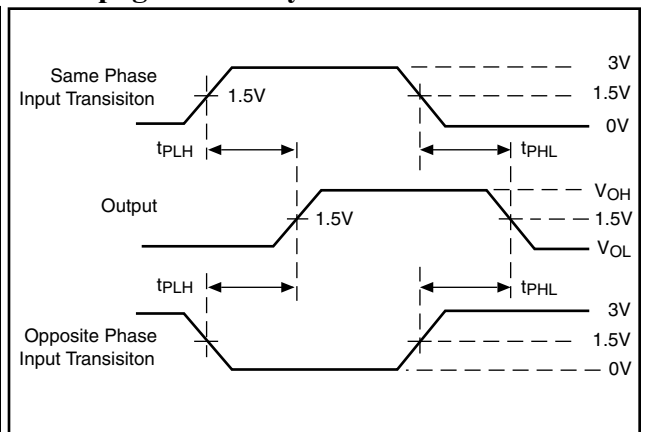 Same Phase
Input Transisiton
1.5V
3V
1.5V
0V
tPLH
tPHL
Output
1.5V
VOH
1.5V
VOL
tPLH
tPHL
Opposite Phase
Input Transisiton
3V
1.5V
0V